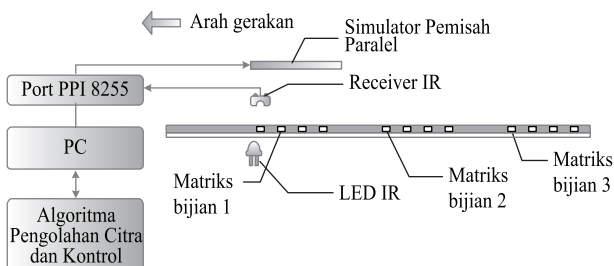 Arah gerakan
Simulator Pemisah
Paralel
Port PPI 8255
Receiver IR
PC
Matriks
bijian 1
LED IR
Matriks
bijian 2
Matriks
bijian 3
Algoritma
Pengolahan Citra
dan Kontrol